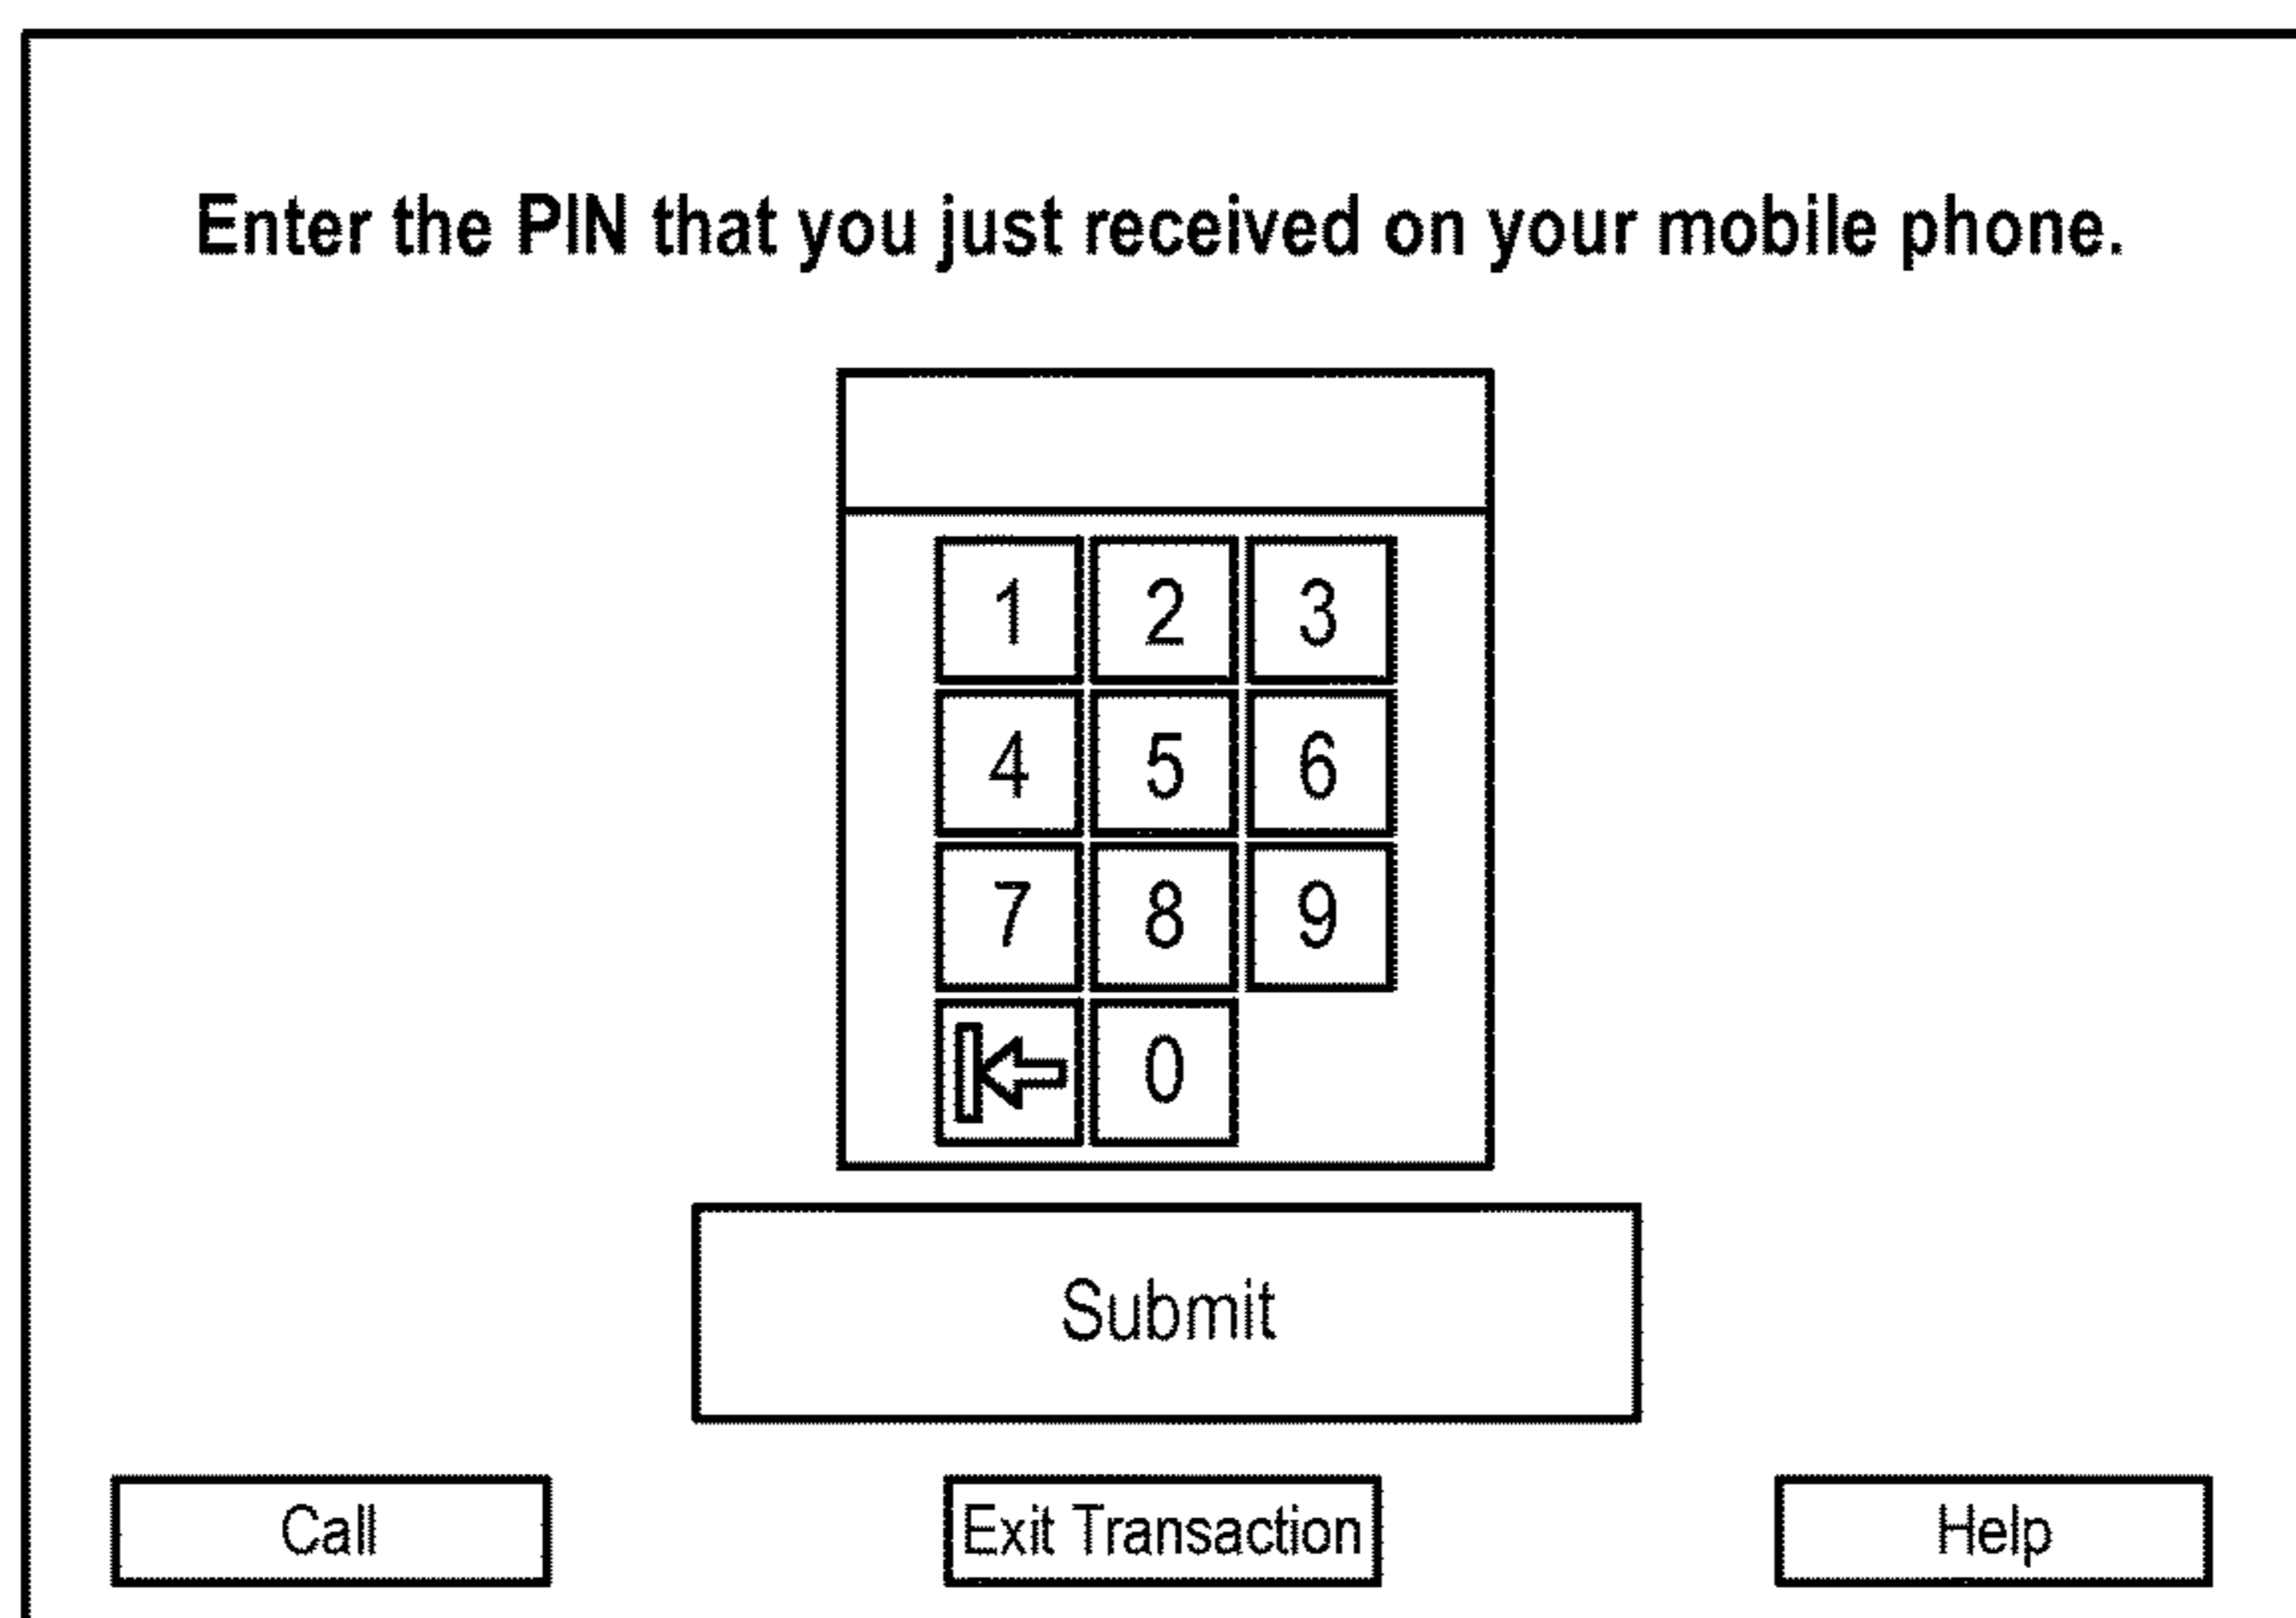 Enter the PIN that you just received on your mobile phone.
1 2 3
4 5 6
7 8 9
0
Submit
Call Exit Transaction Help